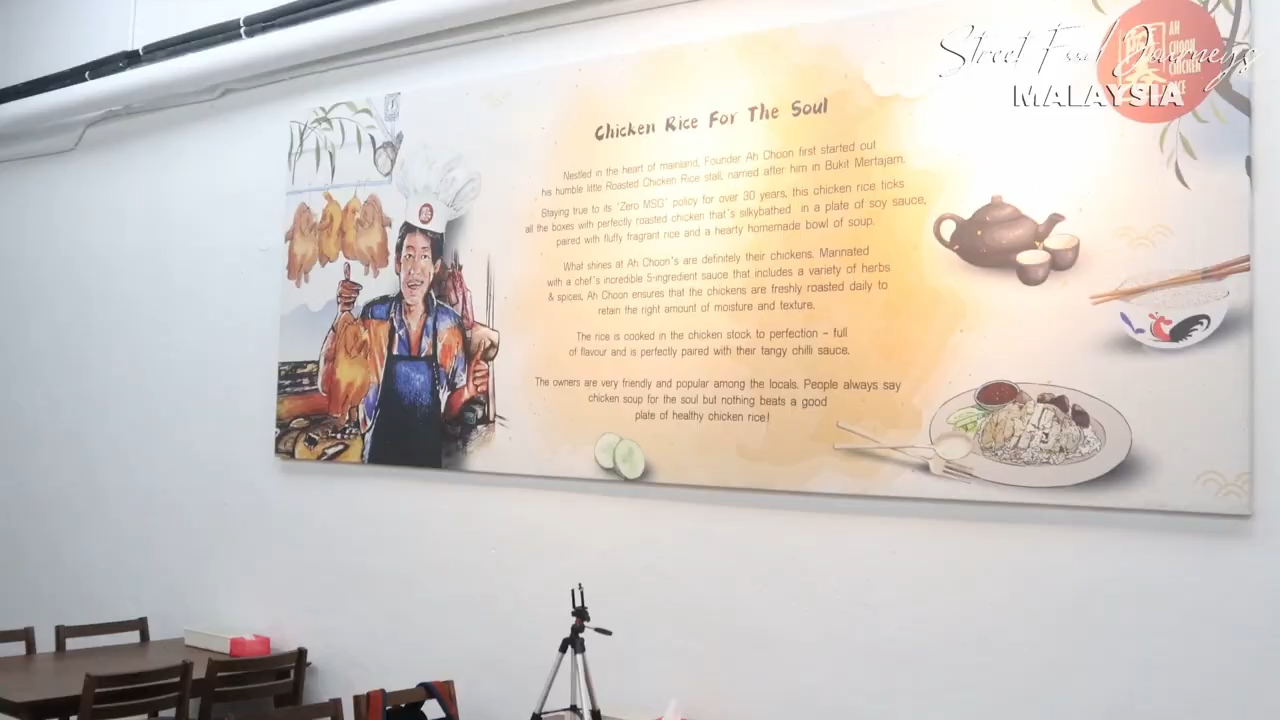 Street Food Journeys
MALAYSIA
AH
CHOON
CHICKEN
RICE
Chicken Rice For The Soul
Nestled in the heart of mainland, Founder Ah Choon first started out
his humble little Roasted Chicken Rice stall, named after him in Bukit Mertajam.
Staying true to its "Zero MSG" policy for over 30 years, this chicken rice ticks
all the boxes with perfectly roasted chicken that's silkybathed in a plate of soy sauce,
paired with fluffy fragrant rice and a hearty homemade bowl of soup.
What shines at Ah Choon's are definitely their chickens. Marinated
with a chef's incredible 5-ingredient sauce that includes a variety of herbs
& spices, Ah Choon ensures that the chickens are freshly roasted daily to
retain the right amount of moisture and texture.
The rice is cooked in the chicken stock to perfection - full
of flavour and is perfectly paired with their tangy chilli sauce.
The owners are very friendly and popular among the locals. People always say
chicken soup for the soul but nothing beats a good
plate of healthy chicken rice!